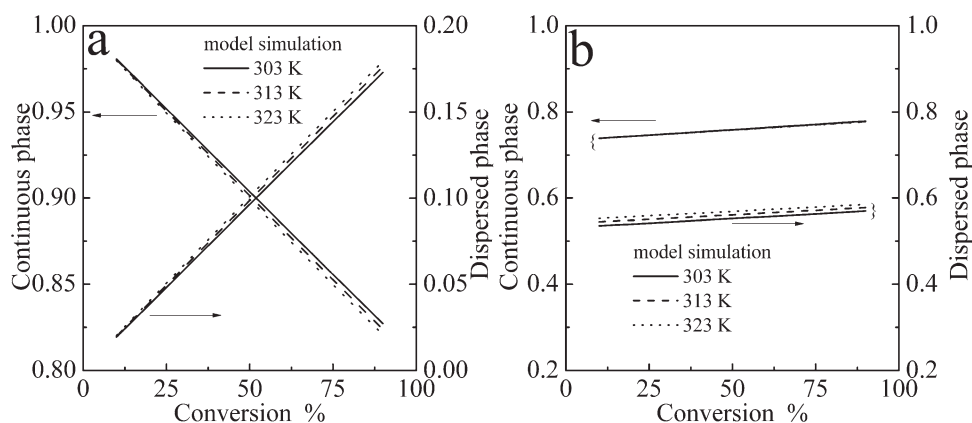 a
model simulation
303 K
313 K
323 K
1.00
0.95
0.90
0.85
0.80
0.20
0.15
0.10
0.05
0.00
0
25
50
75
100
Continuous phase
Dispersed phase
Conversion %
b
model simulation
303 K
313 K
323 K
1.0
0.8
0.6
0.4
0.2
1.0
0.8
0.6
0.4
0.2
0
25
50
75
100
Continuous phase
Dispersed phase
Conversion %